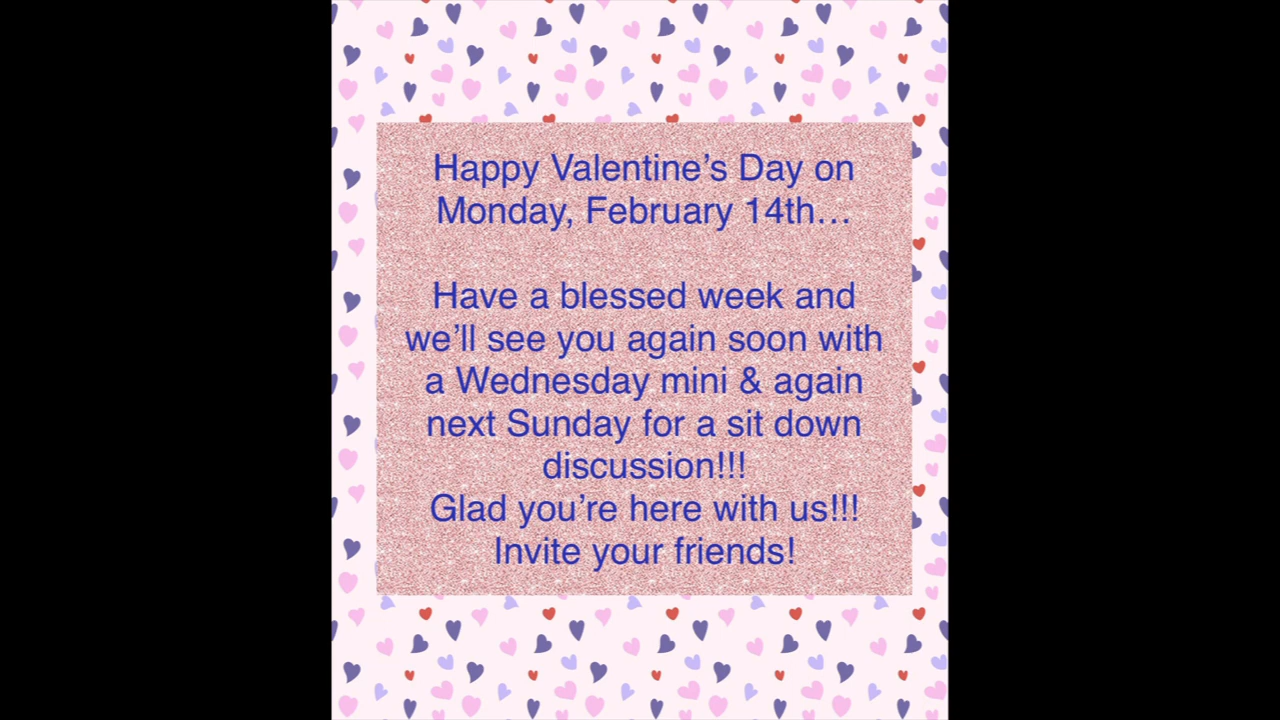 Happy Valentine’s Day on
Monday, February 14th…
Have a blessed week and
we’ll see you again soon with
a Wednesday mini & again
next Sunday for a sit down
discussion!!!
Glad you’re here with us!!!
Invite your friends!